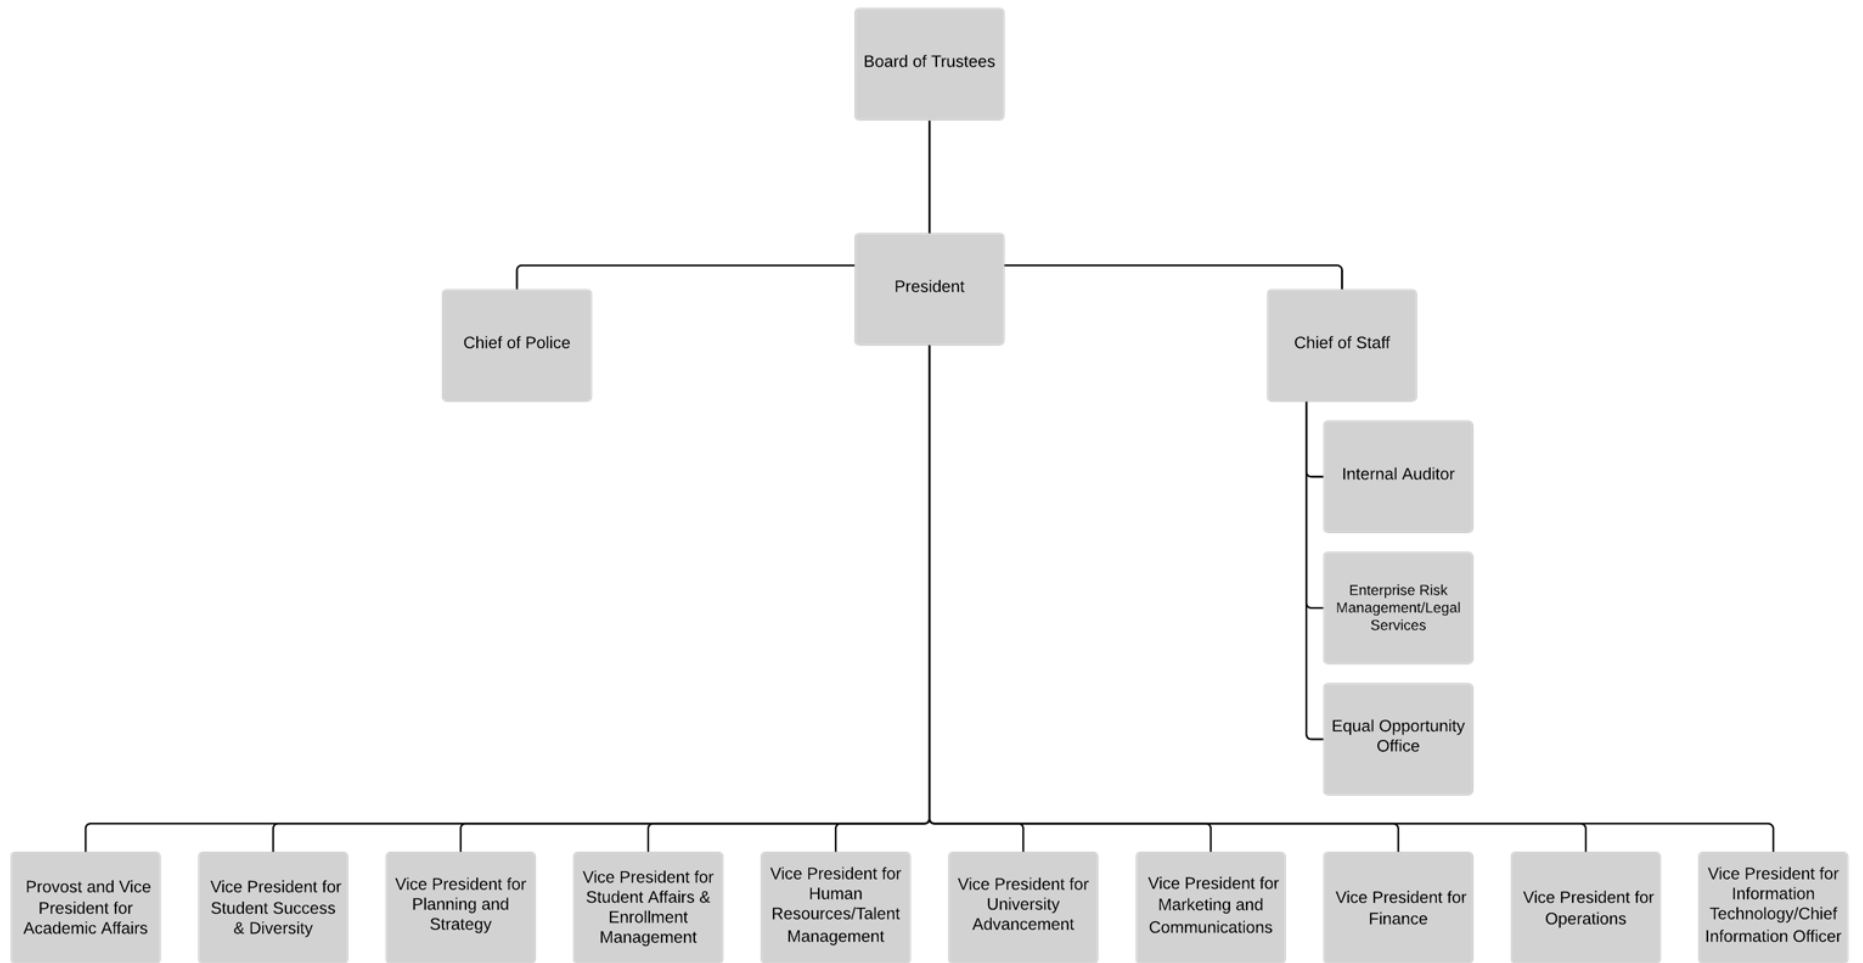 Board of Trustees
President
Chief of Police
Chief of Staff
Internal Auditor
Enterprise Risk
Management/Legal
Services
Equal Opportunity
Office
Provost and Vice
President for
Academic Affairs
Vice President for
Student Success
& Diversity
Vice President for
Planning and
Strategy
Vice President for
Student Affairs &
Enrollment
Management
Vice President for
Human
Resources/Talent
Management
Vice President for
University
Advancement
Vice President for
Marketing and
Communications
Vice President for
Finance
Vice President for
Operations
Vice President for
Information
Technology/Chief
Information Officer